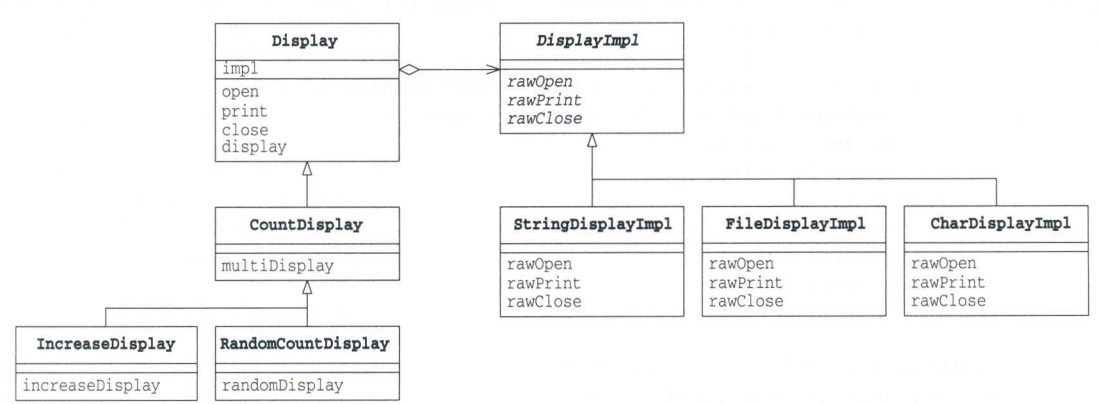 Display
impl
open
print
close
display
DisplayImpl
rawOpen
rawPrint
rawClose
CountDisplay
multiDisplay
StringDisplayImpl
rawOpen
rawPrint
rawClose
FileDisplayImpl
rawOpen
rawPrint
rawClose
CharDisplayImpl
rawOpen
rawPrint
rawClose
IncreaseDisplay
increaseDisplay
RandomCountDisplay
randomDisplay